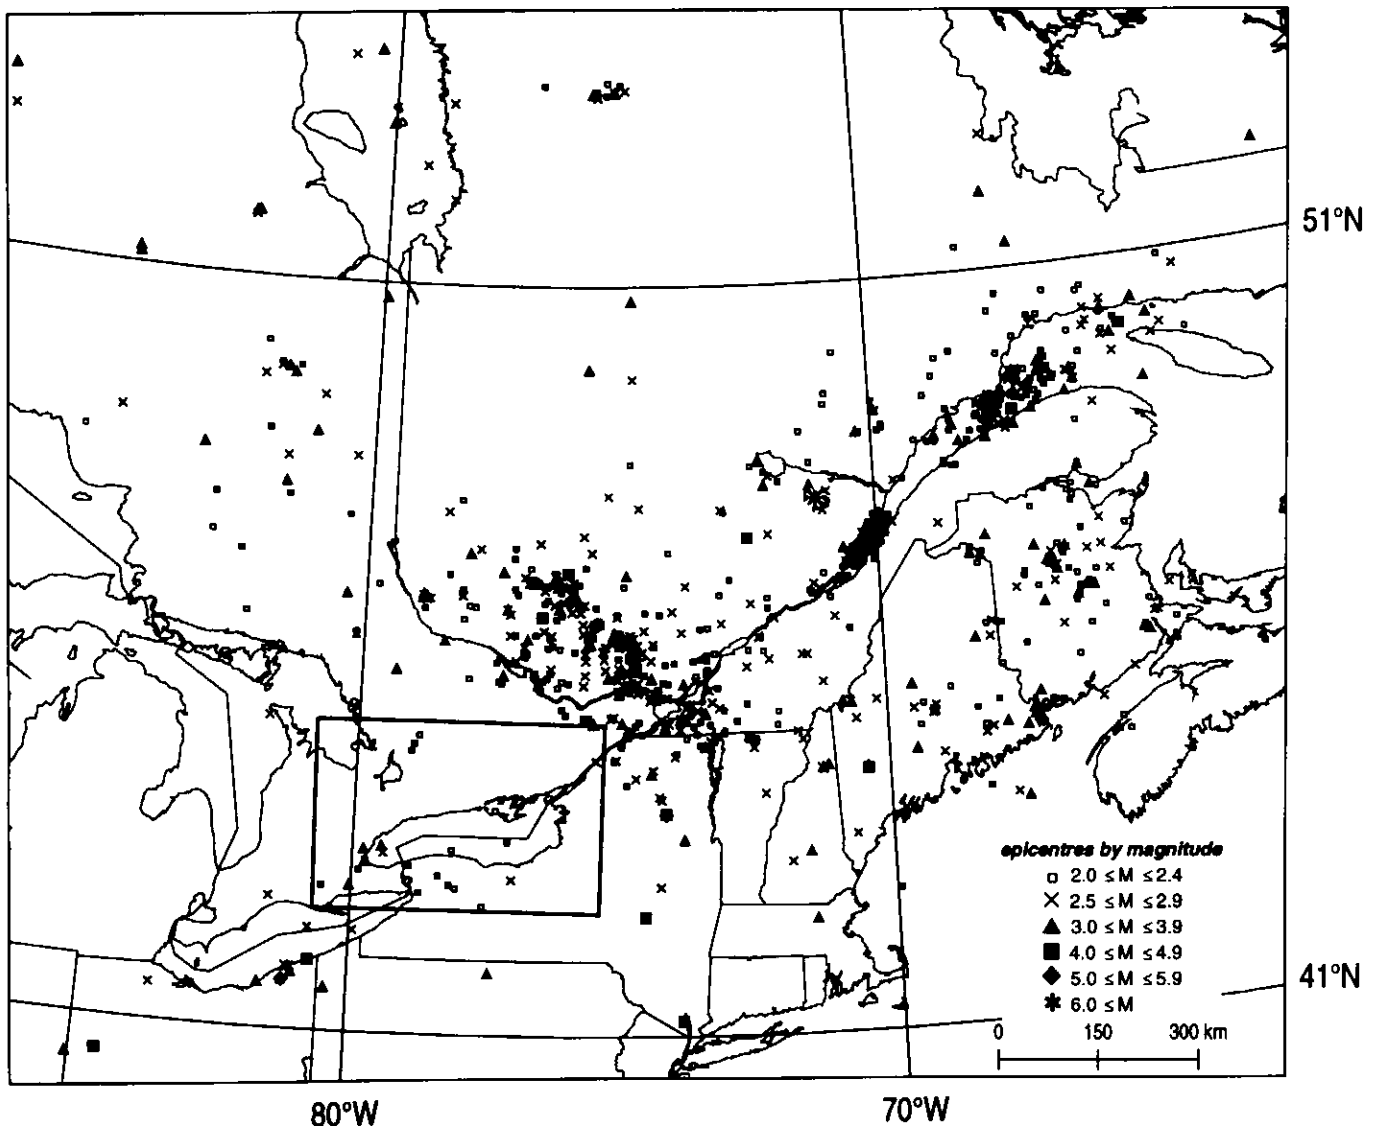 51°N
epicentres by magnitude
2.0 ≤ M ≤ 2.4
2.5 ≤ M ≤ 2.9
3.0 ≤ M ≤ 3.9
4.0 ≤ M ≤ 4.9
5.0 ≤ M ≤ 5.9
6.0 ≤ M
41°N
0 150 300 km
80°W 70°W